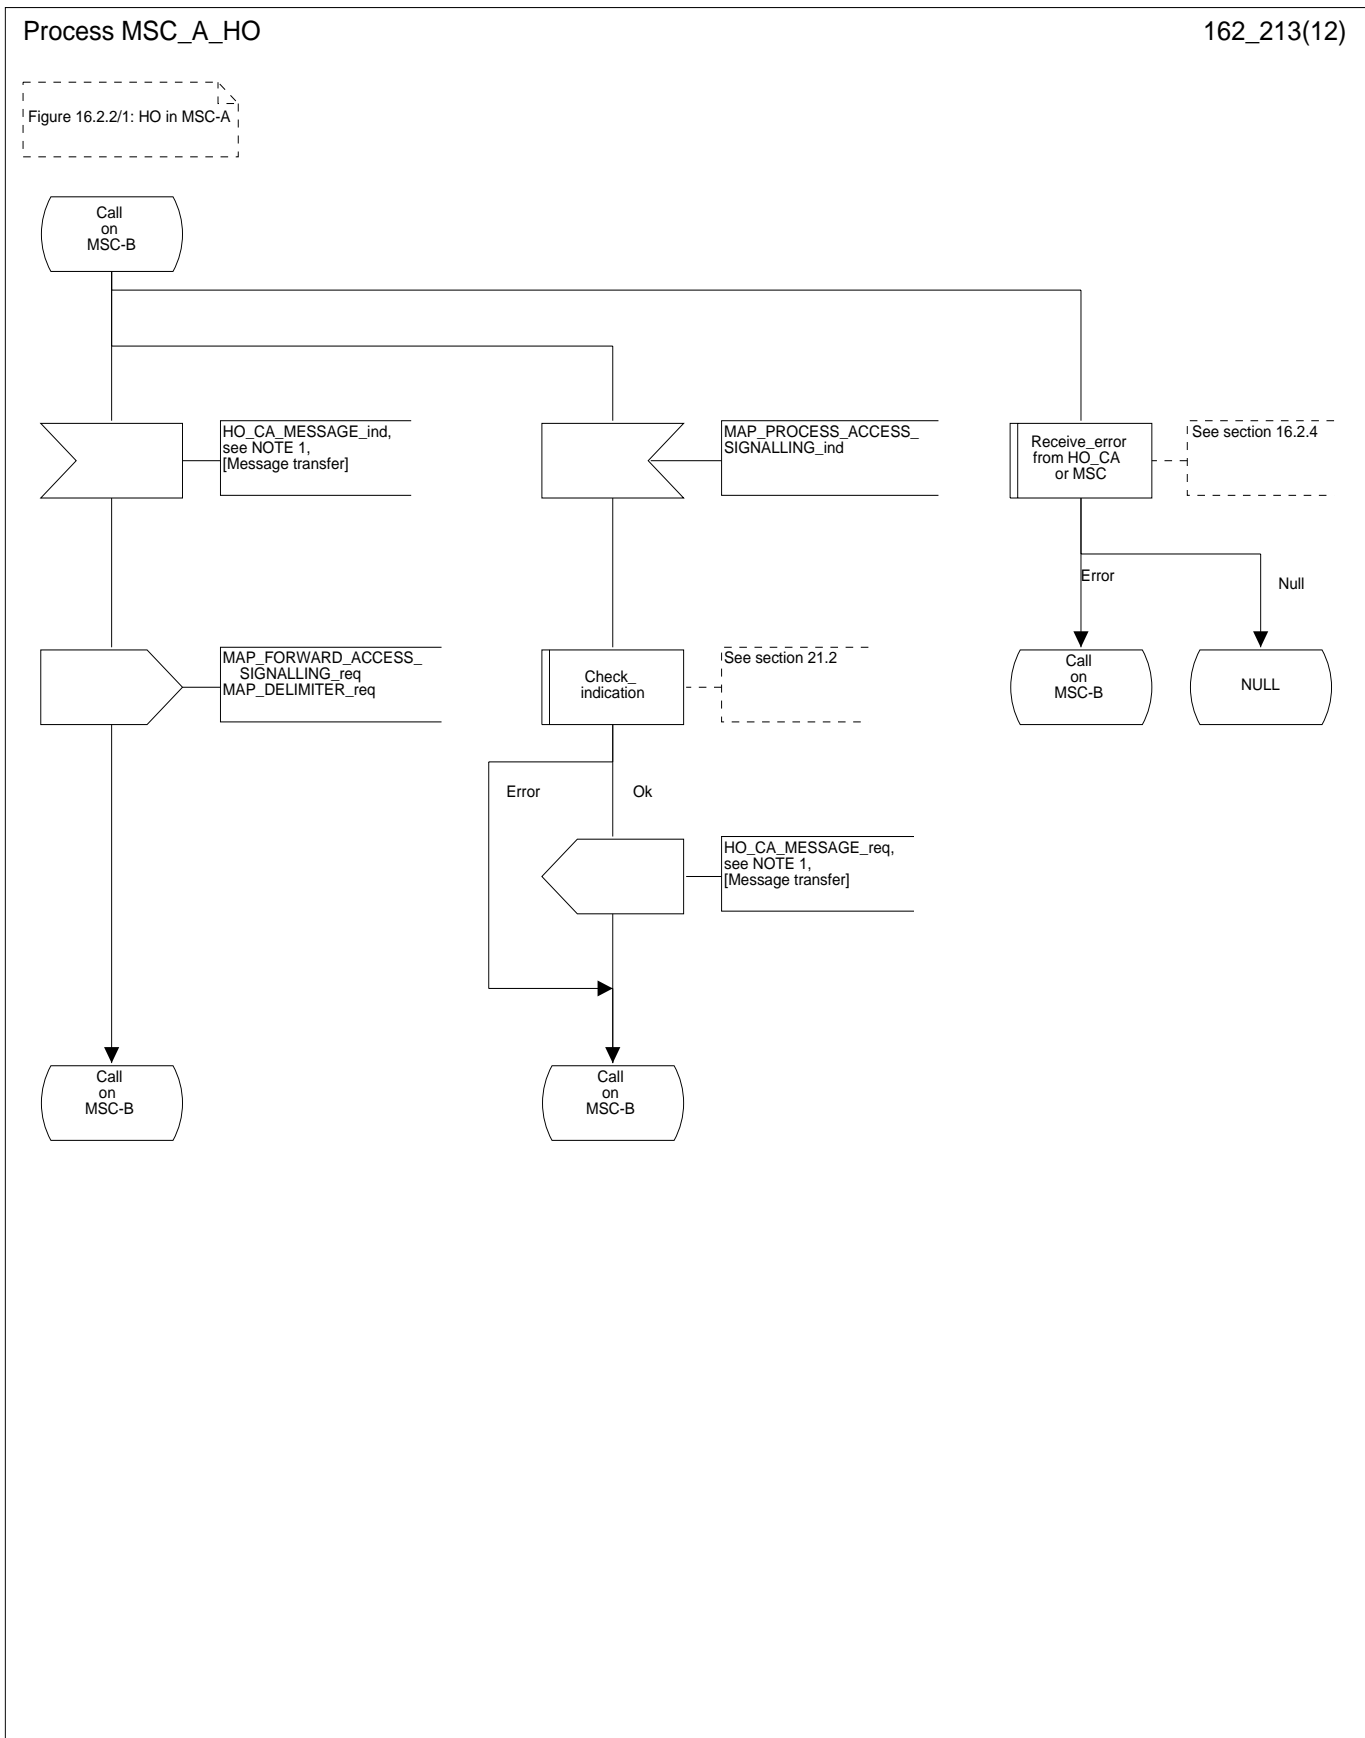 Process MSC_A_HO
162_213(12)
Figure 16.2.2/1: HO in MSC-A
Call
on
MSC-B
HO_CA_MESSAGE_ind,
see NOTE 1,
[Message transfer]
MAP_PROCESS_ACCESS_
SIGNALLING_ind
Receive_error
from HO_CA
or MSC
See section 16.2.4
Error
Null
MAP_FORWARD_ACCESS_
SIGNALLING_req
MAP_DELIMITER_req
Check_
indication
See section 21.2
Call
on
MSC-B
NULL
Error
Ok
HO_CA_MESSAGE_req,
see NOTE 1,
[Message transfer]
Call
on
MSC-B
Call
on
MSC-B